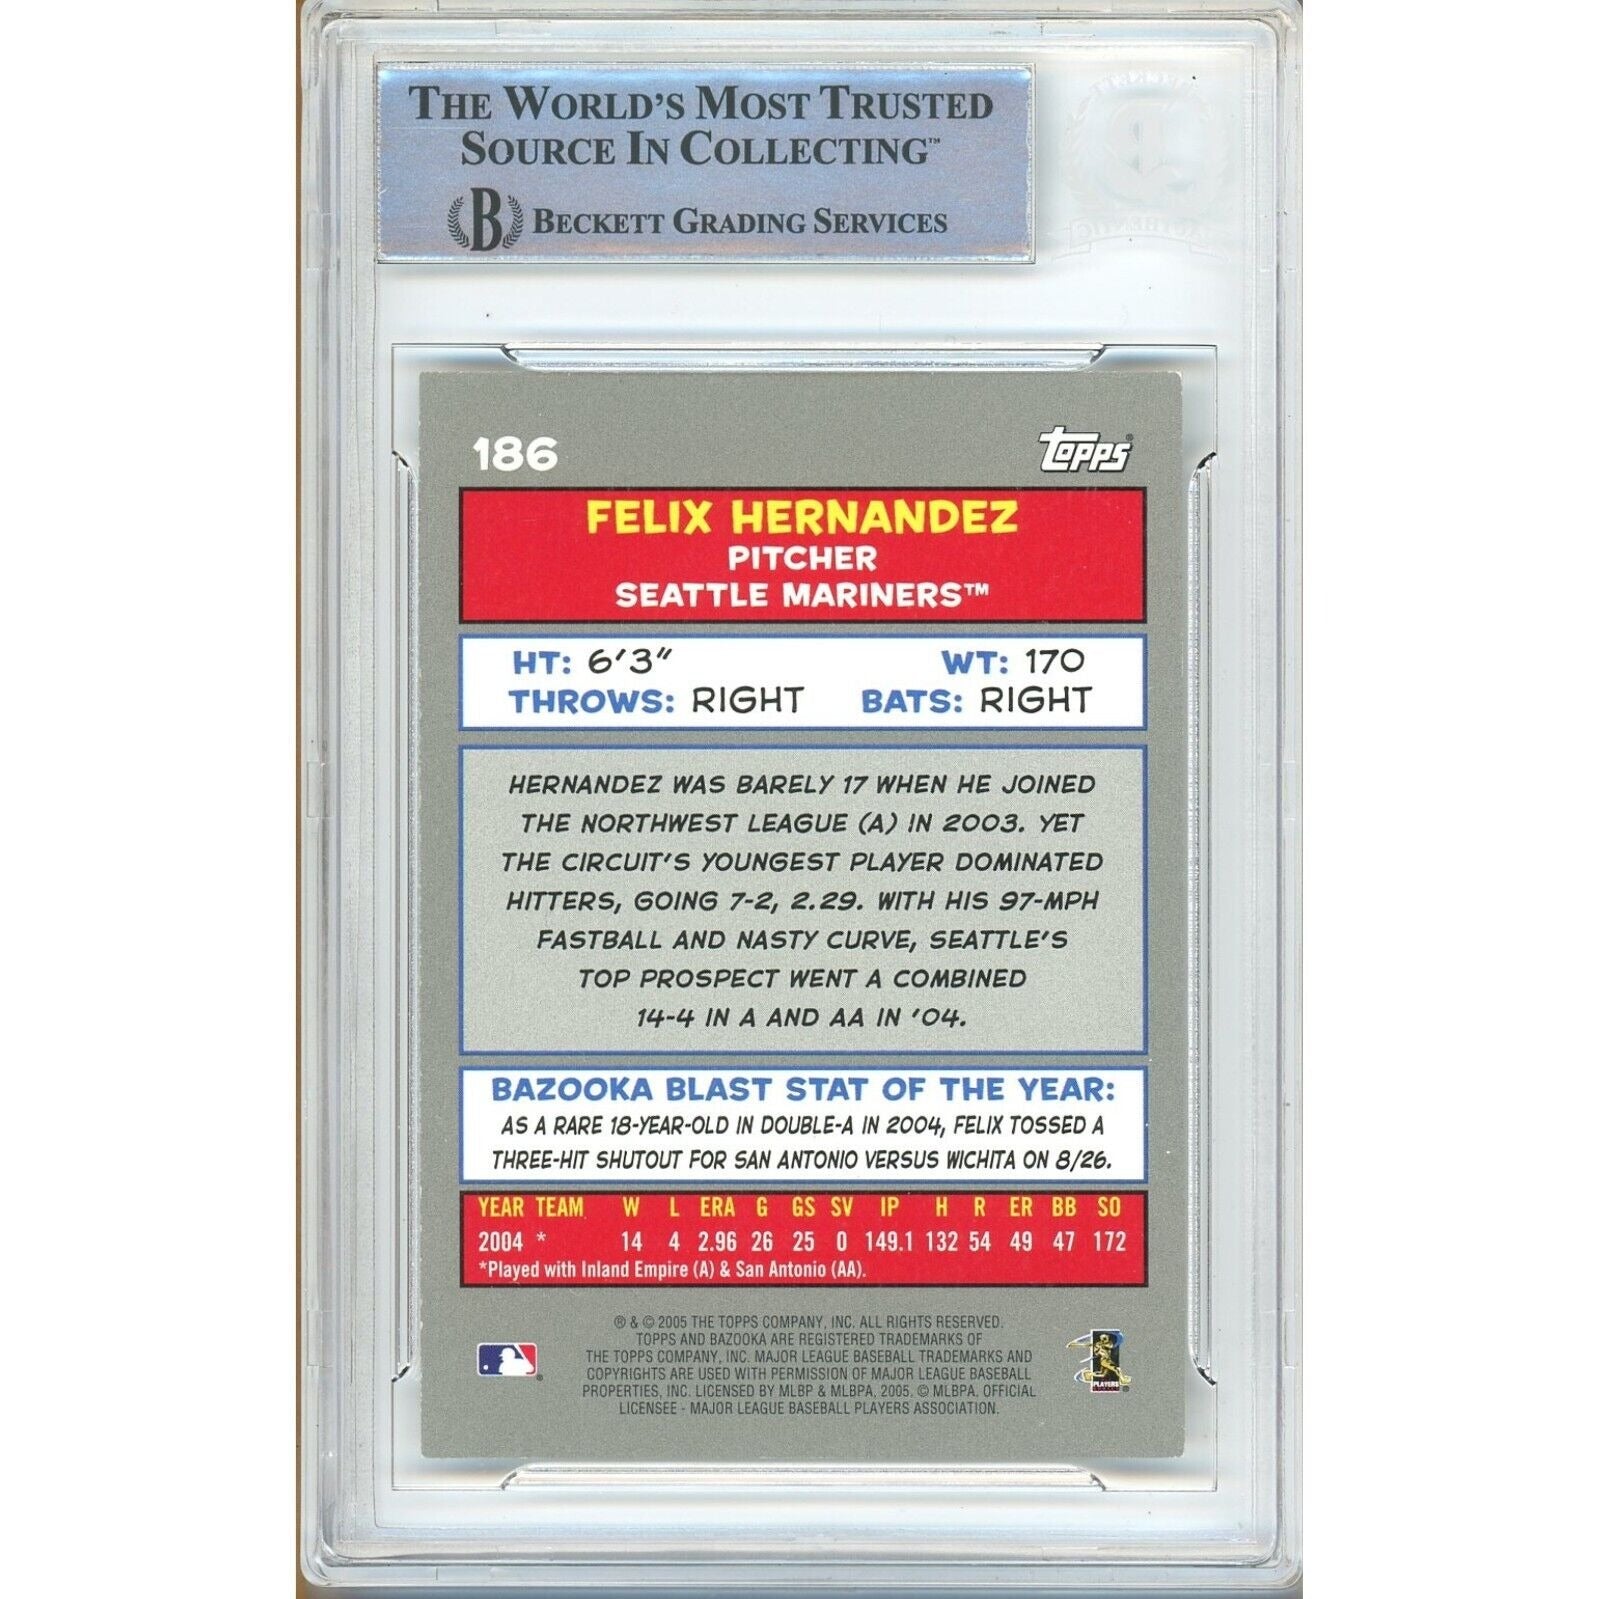 THE WORLD'S MOST TRUSTED
SOURCE IN COLLECTING™
B BECKETT GRADING SERVICES
186
topps®
FELIX HERNANDEZ
PITCHER
SEATTLE MARINERS™
HT: 6'3" WT: 170
THROWS: RIGHT BATS: RIGHT
HERNANDEZ WAS BARELY 17 WHEN HE JOINED
THE NORTHWEST LEAGUE (A) IN 2003. YET
THE CIRCUIT'S YOUNGEST PLAYER DOMINATED
HITTERS, GOING 7-2, 2.29. WITH HIS 97-MPH
FASTBALL AND NASTY CURVE, SEATTLE'S
TOP PROSPECT WENT A COMBINED
14-4 IN A AND AA IN '04.
BAZOOKA BLAST STAT OF THE YEAR:
AS A RARE 18-YEAR-OLD IN DOUBLE-A IN 2004, FELIX TOSSED A
THREE-HIT SHUTOUT FOR SAN ANTONIO VERSUS WICHITA ON 8/26.
YEAR TEAM W L ERA G GS SV IP H R ER BB SO
2004 * 14 4 2.96 26 25 0 149.1 132 54 49 47 172
*Played with Inland Empire (A) & San Antonio (AA).
® & © 2005 THE TOPPS COMPANY, INC. ALL RIGHTS RESERVED.
TOPPS AND BAZOOKA ARE REGISTERED TRADEMARKS OF
THE TOPPS COMPANY, INC. MAJOR LEAGUE BASEBALL TRADEMARKS AND
COPYRIGHTS ARE USED WITH PERMISSION OF MAJOR LEAGUE BASEBALL
PROPERTIES, INC. LICENSED BY MLBP & MLBPA, 2005. © MLBPA. OFFICIAL
LICENSEE - MAJOR LEAGUE BASEBALL PLAYERS ASSOCIATION.
PLAYERS